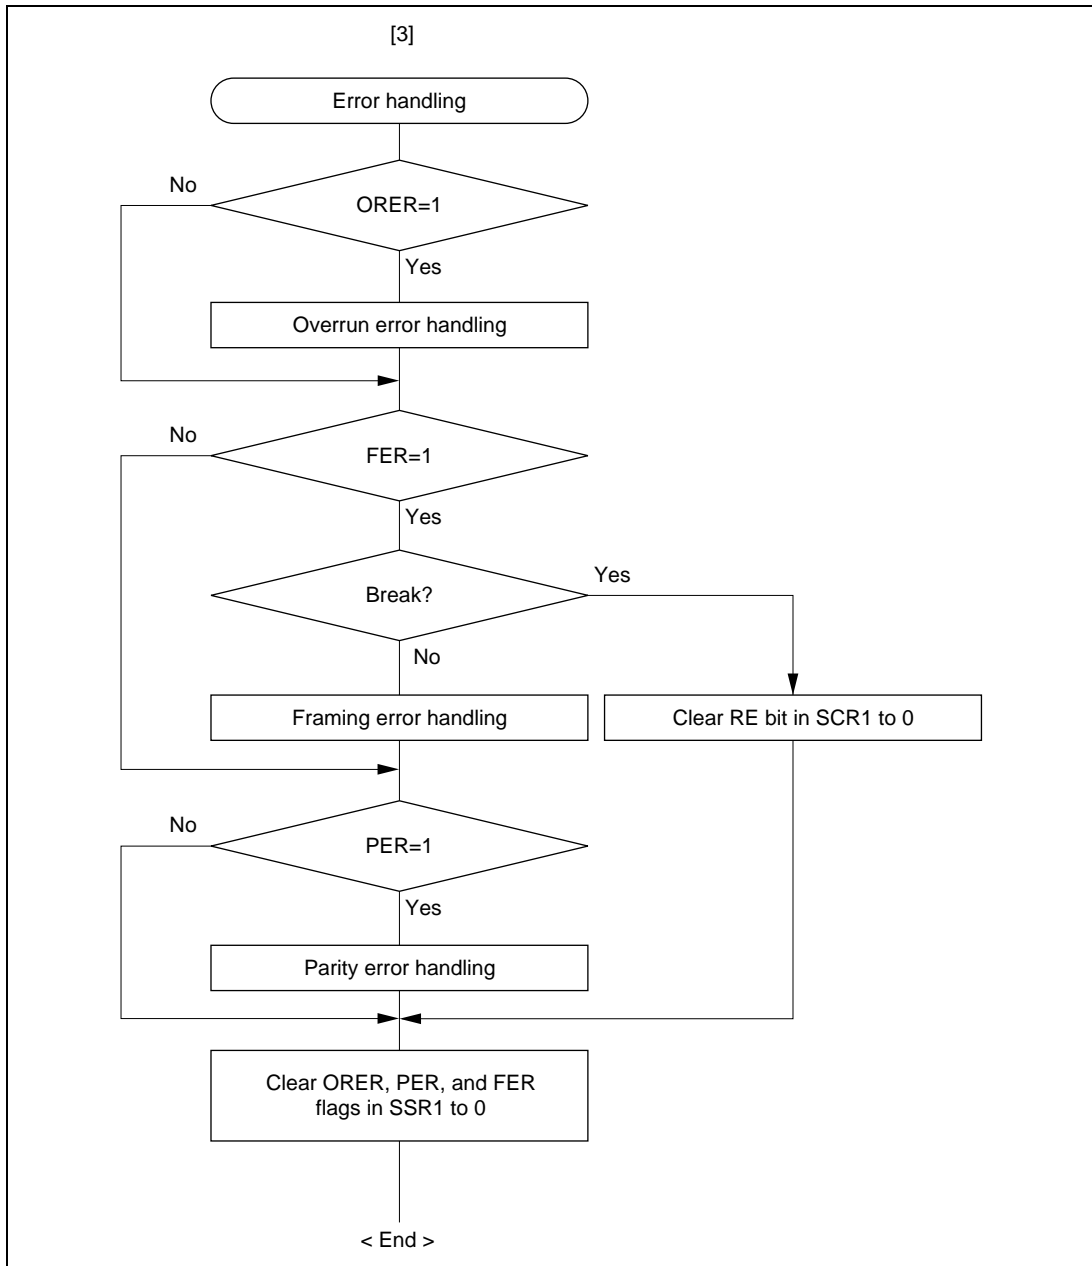 [3]
Error handling
No
ORER=1
Yes
Overrun error handling
No
FER=1
Yes
Break?
Yes
No
Framing error handling
Clear RE bit in SCR1 to 0
No
PER=1
Yes
Parity error handling
Clear ORER, PER, and FER
flags in SSR1 to 0
< End >